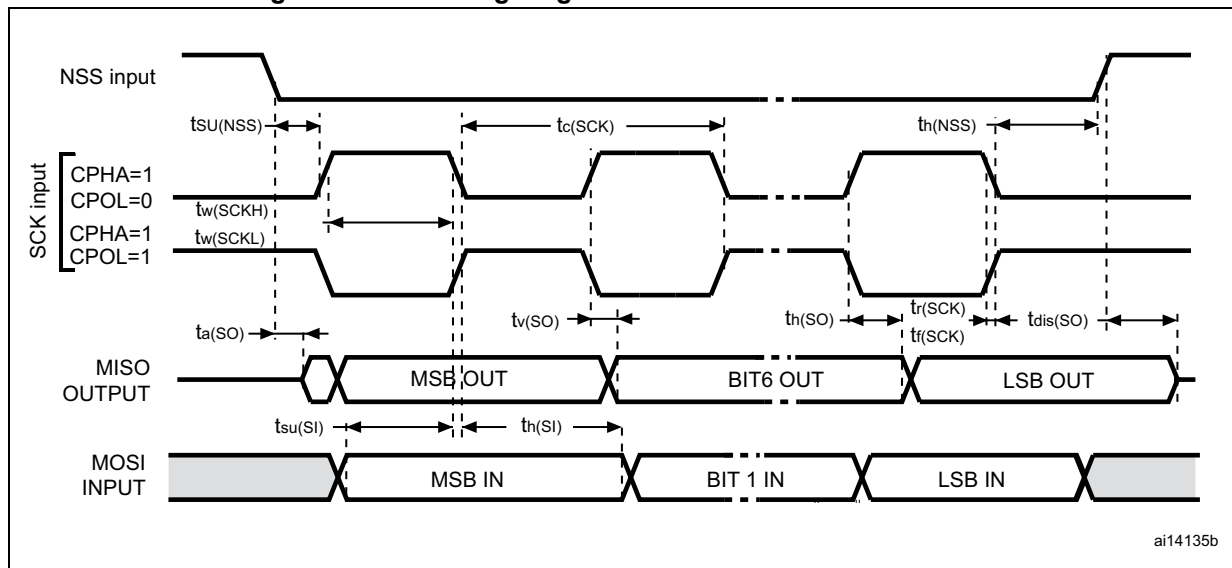 NSS input
tSU(NSS)
tc(SCK)
th(NSS)
SCK input
CPHA=1
CPOL=0
tw(SCKH)
CPHA=1
tw(SCKL)
CPOL=1
ta(SO)
tv(SO)
th(SO)
tr(SCK)
tf(SCK)
tdis(SO)
MISO
OUTPUT
MSB OUT
BIT6 OUT
LSB OUT
tsu(SI)
th(SI)
MOSI
INPUT
MSB IN
BIT 1 IN
LSB IN
ai14135b